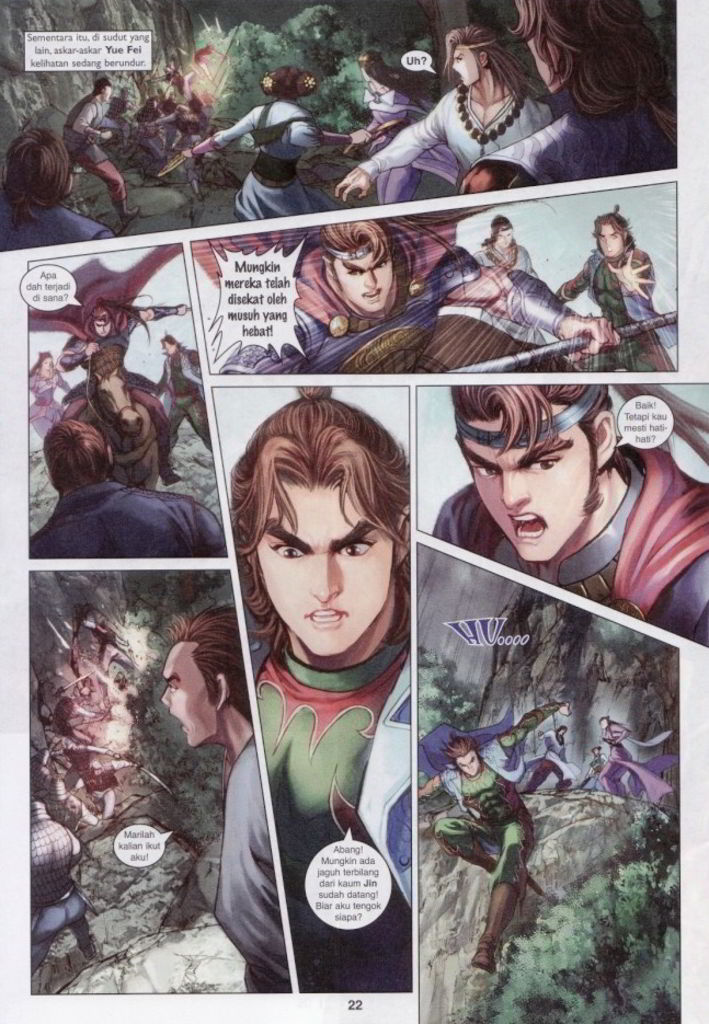 Sementara itu, di sudut yang
lain, askar-askar Yue Fei
kelihatan sedang berundur.
Uh?
Apa
dah terjadi
di sana?
Mungkin
mereka telah
disekat oleh
musuh yang
hebat!
Baik!
Tetapi kau
mesti hati-
hati?
Marilah
kalian ikut
aku!
Abang!
Mungkin ada
jaguh terbilang
dari kaum Jin
sudah datang!
Biar aku tengok
siapa?
HUoooo
22